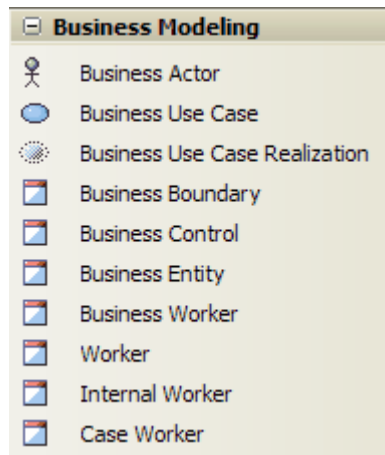 Business Modeling
Business Actor
Business Use Case
Business Use Case Realization
Business Boundary
Business Control
Business Entity
Business Worker
Worker
Internal Worker
Case Worker